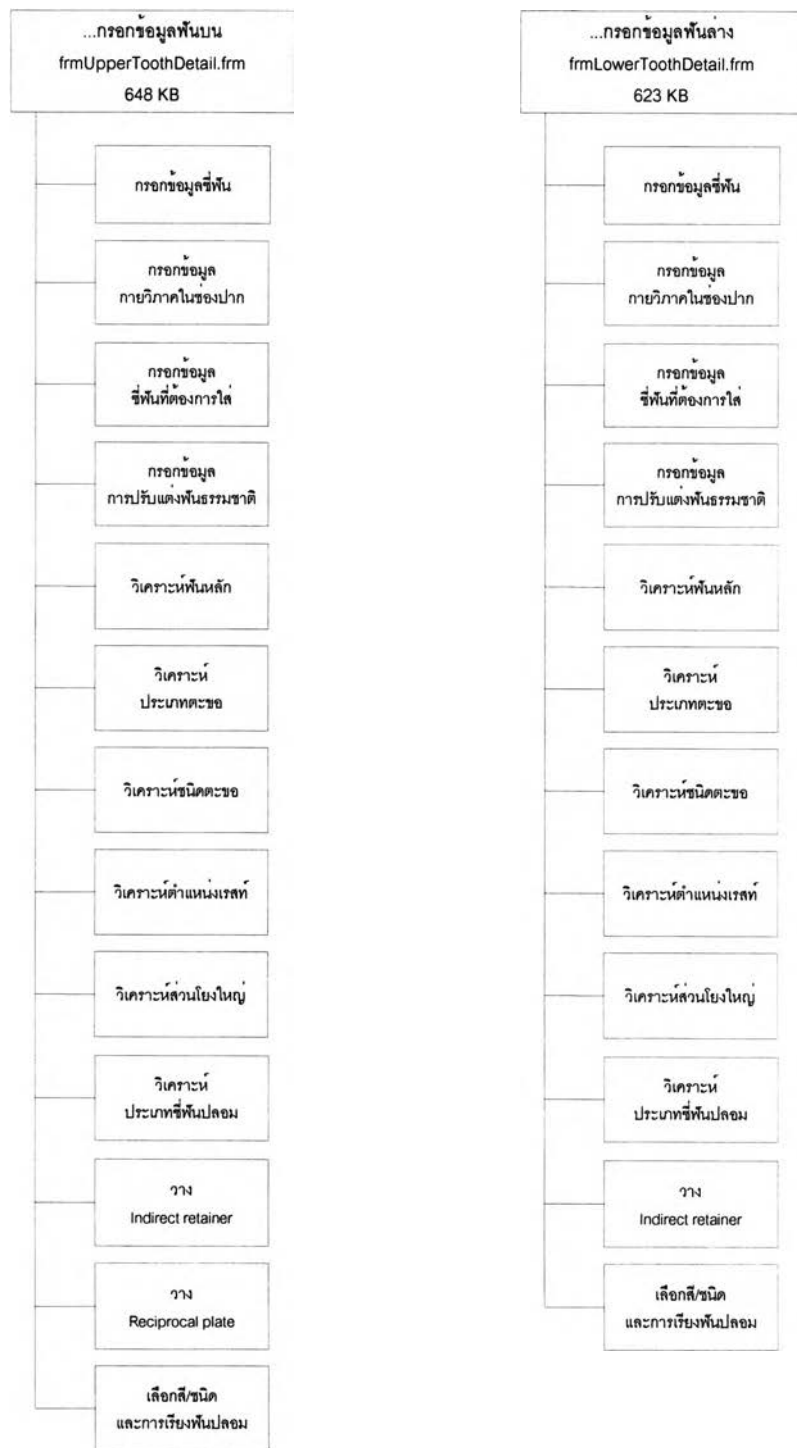 ...กรอกข้อมูลฟันบน
frmUpperToothDetail.frm
648 KB
กรอกข้อมูลซี่ฟัน
กรอกข้อมูล
กายวิภาคในช่องปาก
กรอกข้อมูล
ซี่ฟันที่ต้องการใส่
กรอกข้อมูล
การปรับแต่งฟันธรรมชาติ
วิเคราะห์ฟันหลัก
วิเคราะห์
ประเภทตะขอ
วิเคราะห์ชนิดตะขอ
วิเคราะห์ตำแหน่งเรสท์
วิเคราะห์ส่วนโยงใหญ่
วิเคราะห์
ประเภทซี่ฟันปลอม
วาง
Indirect retainer
วาง
Reciprocal plate
เลือกสี/ชนิด
และการเรียงฟันปลอม
...กรอกข้อมูลฟันล่าง
frmLowerToothDetail.frm
623 KB
กรอกข้อมูลซี่ฟัน
กรอกข้อมูล
กายวิภาคในช่องปาก
กรอกข้อมูล
ซี่ฟันที่ต้องการใส่
กรอกข้อมูล
การปรับแต่งฟันธรรมชาติ
วิเคราะห์ฟันหลัก
วิเคราะห์
ประเภทตะขอ
วิเคราะห์ชนิดตะขอ
วิเคราะห์ตำแหน่งเรสท์
วิเคราะห์ส่วนโยงใหญ่
วิเคราะห์
ประเภทซี่ฟันปลอม
วาง
Indirect retainer
เลือกสี/ชนิด
และการเรียงฟันปลอม